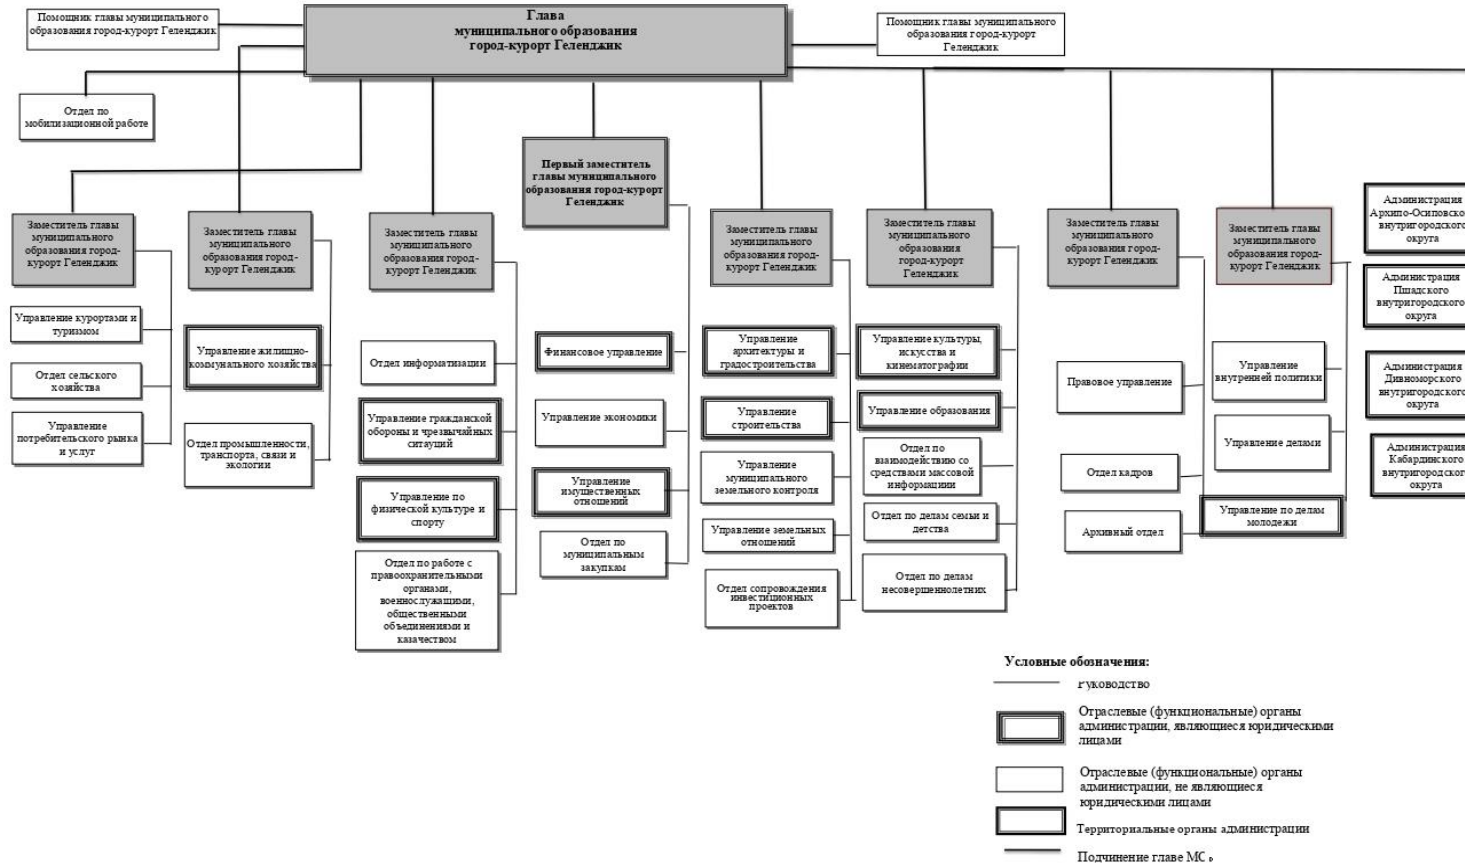 Помощник главы муниципального
образования город-курорт Геленджик
Глава
муниципального образования
город-курорт Геленджик
Помощник главы муниципального
образования город-курорт
Геленджик
Отдел по
мобилизационной работе
Первый заместитель
главы муниципального
образования город-курорт
Геленджик
Заместитель главы
муниципального
образования город-
курорт Геленджик
Управление курортами и
туризмом
Отдел сельского
хозяйства
Управление
потребительского рынка
и услуг
Заместитель главы
муниципального
образования город-
курорт Геленджик
Управление жилищно-
коммунального хозяйства
Отдел промышленности,
транспорта, связи и
экологии
Заместитель главы
муниципального
образования город-
курорт Геленджик
Отдел информатизации
Управление гражданской
обороны и чрезвычайных
ситауций
Управление по
физической культуре и
спорту
Отдел по работе с
правоохранительными
органами,
военнослужащими,
общественными
объединениями и
казачеством
Финансовое управление
Управление экономики
Управление
имущественных
отношений
Отдел по
муниципальным
закупкам
Заместитель главы
муниципального
образования город-
курорт Геленджик
Управление
архитектуры и
градостроительства
Управление
строительства
Управление
муниципального
земельного контроля
Управление земельных
отношений
Отдел сопровождения
инвестиционных
проектов
Заместитель главы
муниципального
образования
город-курорт
Геленджик
Управление культуры,
искусства и
кинематографии
Управление образования
Отдел по
взаимодействию со
средствами массовой
информациии
Отдел по делам семьи и
детства
Отдел по делам
несовершеннолетних
Заместитель главы
муниципального
образования город-
курорт Геленджик
Правовое управление
Отдел кадров
Архивный отдел
Заместитель главы
муниципального
образования город-
курорт Геленджик
Управление
внутренней политики
Управление делами
Управление по делам
молодежи
Администрация
Архипо-Осиповско
внутригородского
округа
Администрация
Пшадского
внутригородского
округа
Администрация
Дивноморского
внутригородского
округа
Администрация
Кабардинского
внутригородского
округа
Условные обозначения:
Руководство
Отраслевые (функциональные) органы
администрации, являющиеся юридическими
лицами
Отраслевые (функциональные) органы
администрации, не являющиеся
юридическими лицами
Территориальные органы администрации
Подчинение главе